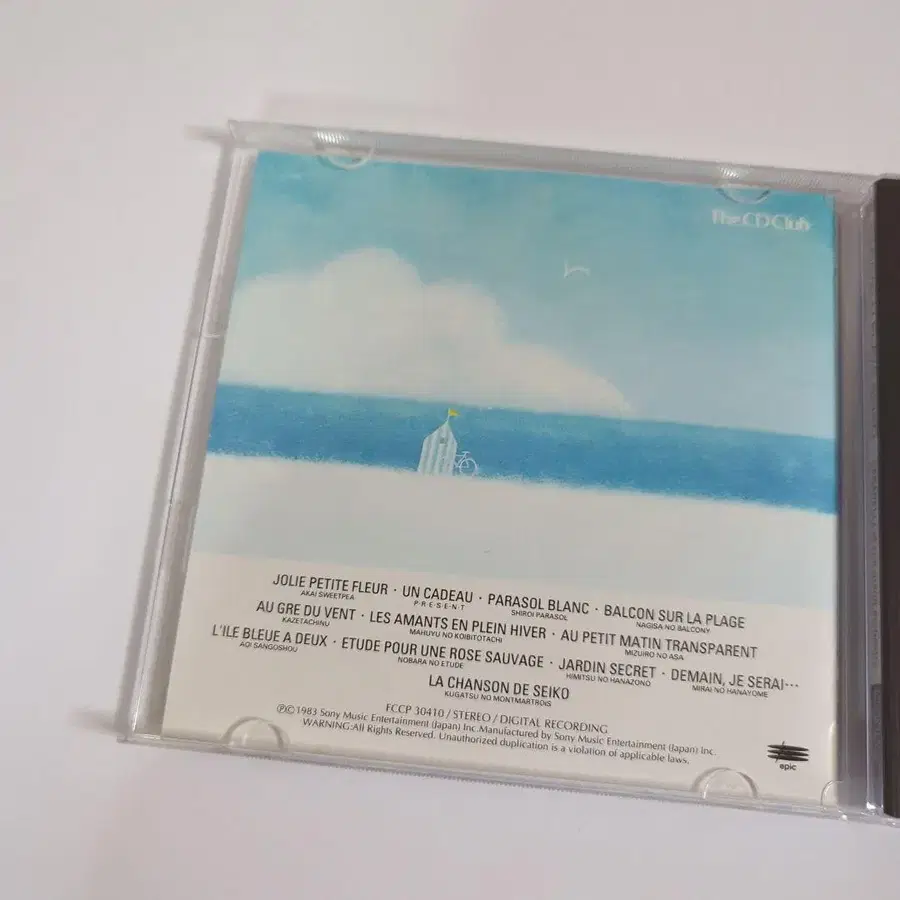 The CD Club
JOLIE PETITE FLEUR · UN CADEAU · PARASOL BLANC · BALCON SUR LA PLAGE
AKAI SWEETPEA PRESENT SHIROI PARASOL NAGISA NO BALCONY
AU GRE DU VENT · LES AMANTS EN PLEIN HIVER · AU PETIT MATIN TRANSPARENT
KAZETACHINU MAHUYU NO KOIBITOTACHI MIZUIRO NO ASA
L'ILE BLEUE A DEUX · ETUDE POUR UNE ROSE SAUVAGE · JARDIN SECRET · DEMAIN, JE SERAI···
AOI SANGOSHOU NOBARA NO ETUDE HIMITSU NO HANAZONO MIRAI NO HANAYOME
LA CHANSON DE SEIKO
KUGATSU NO MONTMARTROIS
FCCP 30410 / STEREO / DIGITAL RECORDING
℗©1983 Sony Music Entertainment (Japan) Inc.Manufactured by Sony Music Entertainment (Japan) Inc.
WARNING:All Rights Reserved. Unauthorized duplication is a violation of applicable laws.
epic